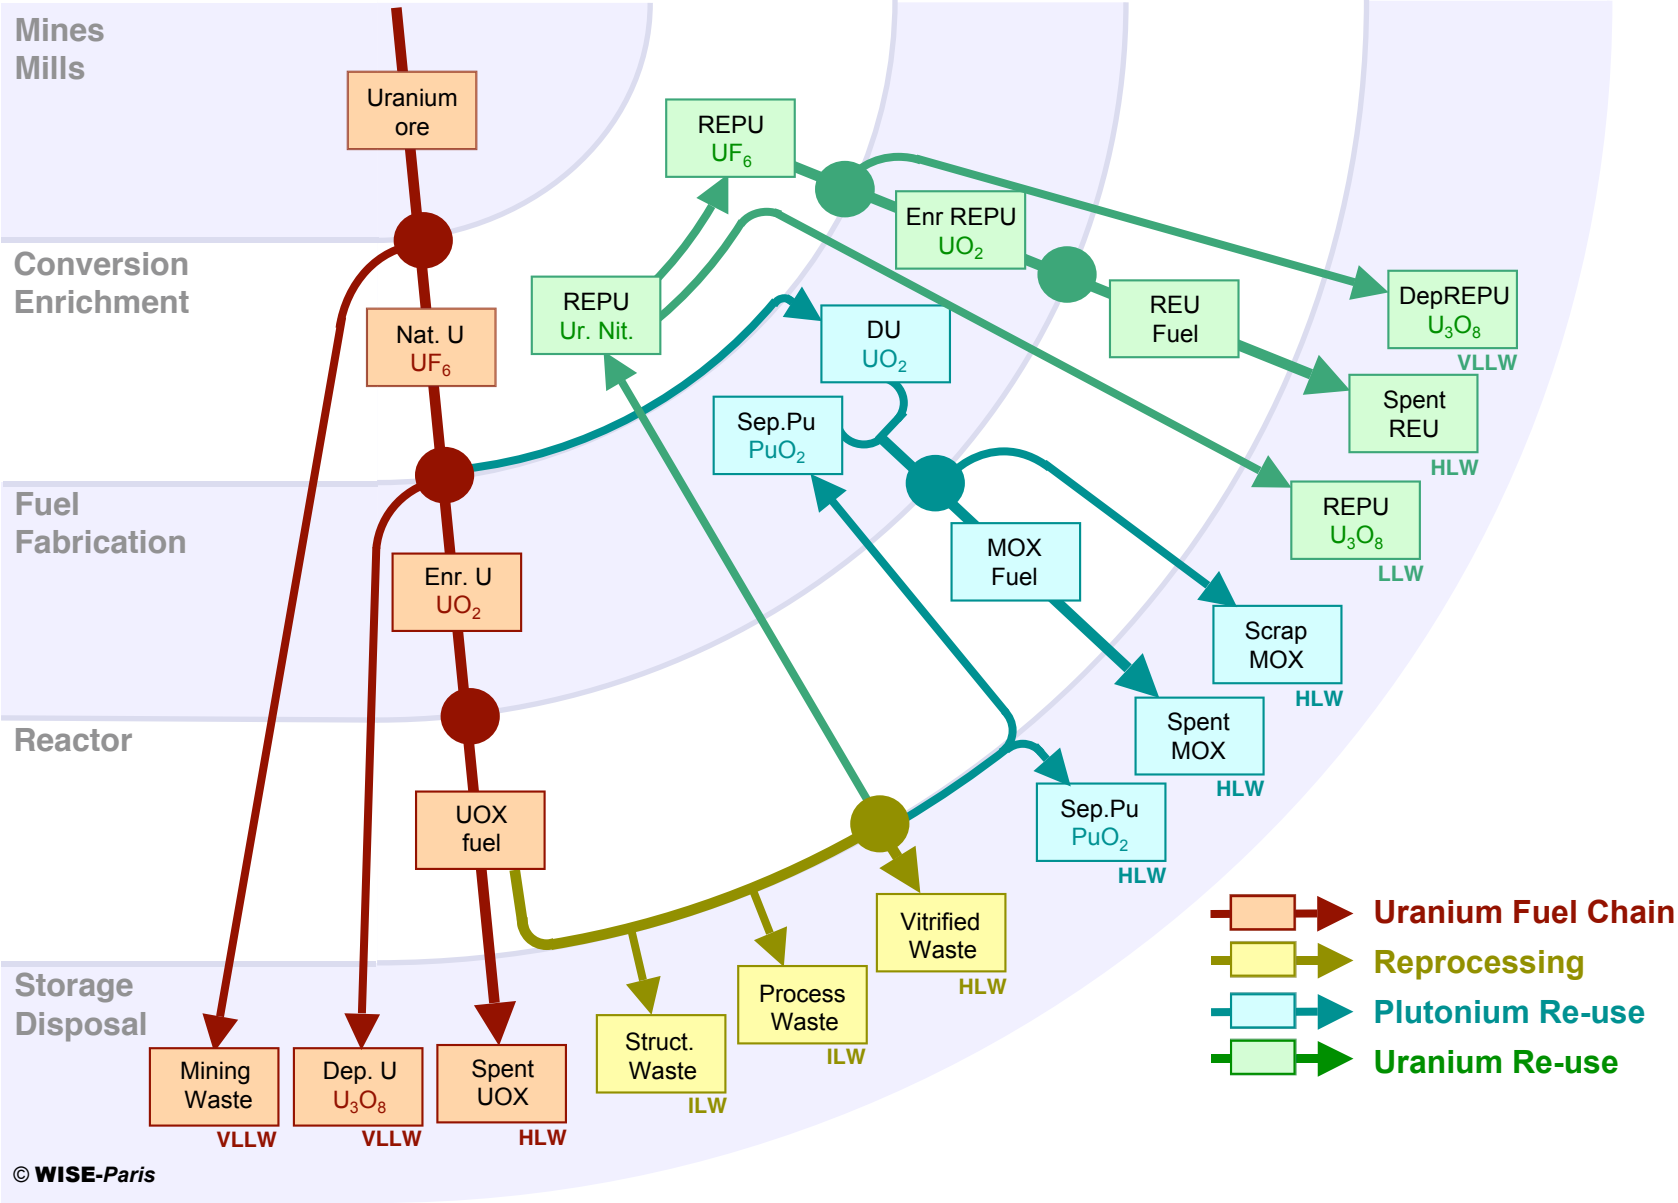 Mines
Mills
Uranium
ore
Conversion
Enrichment
Nat. U
UF6
Fuel
Fabrication
Enr. U
UO2
Reactor
UOX
fuel
Storage
Disposal
Mining
Waste
VLLW
Dep. U
U3O8
VLLW
Spent
UOX
HLW
Struct.
Waste
ILW
Process
Waste
ILW
Vitrified
Waste
HLW
REPU
UF6
REPU
Ur. Nit.
Enr REPU
UO2
REU
Fuel
DepREPU
U3O8
VLLW
Spent
REU
HLW
REPU
U3O8
LLW
DU
UO2
Sep.Pu
PuO2
MOX
Fuel
Scrap
MOX
HLW
Spent
MOX
HLW
Sep.Pu
PuO2
HLW
Uranium Fuel Chain
Reprocessing
Plutonium Re-use
Uranium Re-use
© WISE-Paris